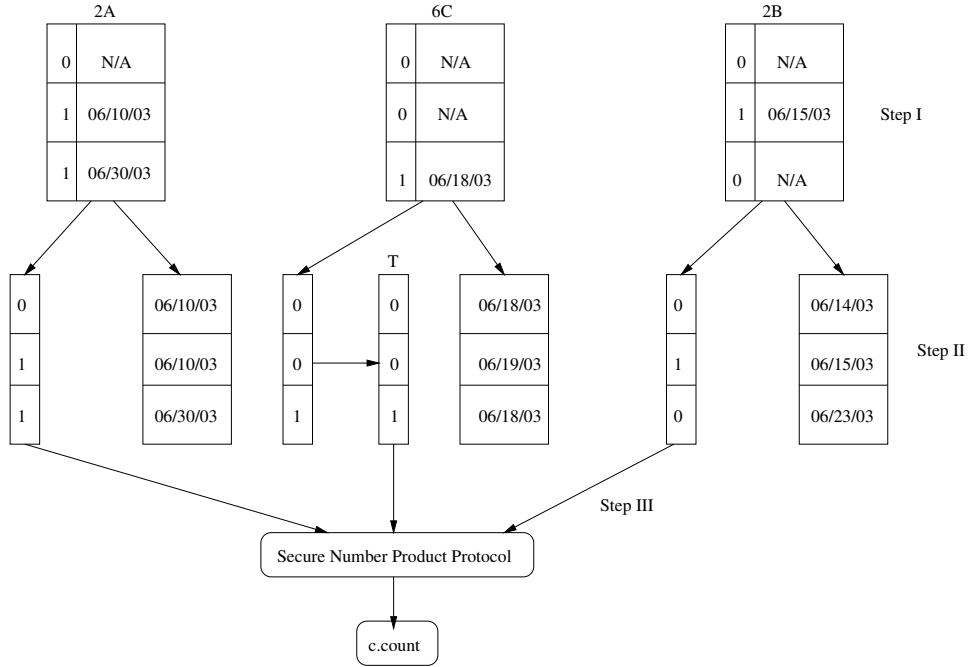 2A 6C 2B
0 N/A 0 N/A 0 N/A
1 06/10/03 0 N/A 1 06/15/03 Step I
1 06/30/03 1 06/18/03 0 N/A
T
0 06/10/03 0 0 06/18/03 0 06/14/03
1 06/10/03 0 0 06/19/03 1 06/15/03 Step II
1 06/30/03 1 1 06/18/03 0 06/23/03
Step III
Secure Number Product Protocol
c.count